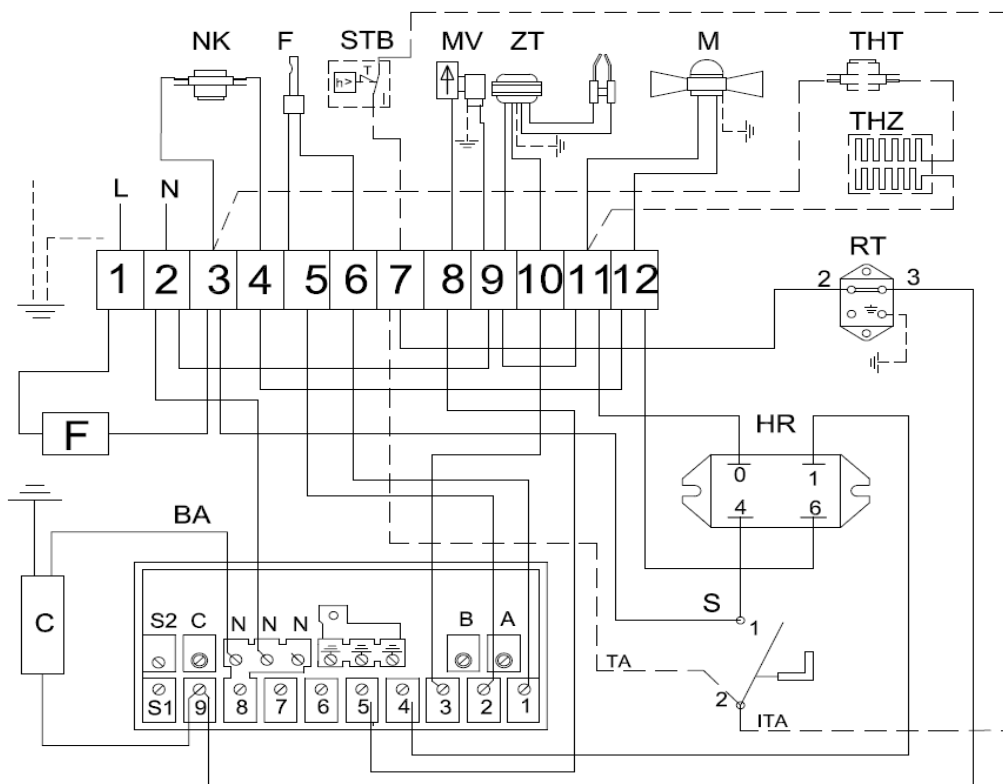 NK F STB MV ZT M THT
T
h>
THZ
L N
RT
1 2 3 4 5 6 7 8 9 10 11 12
2 3
F
HR
0 1
4 6
BA
C
S
1
S2 C N N N B A
TA
2
S1 9 8 7 6 5 4 3 2 1
ITA